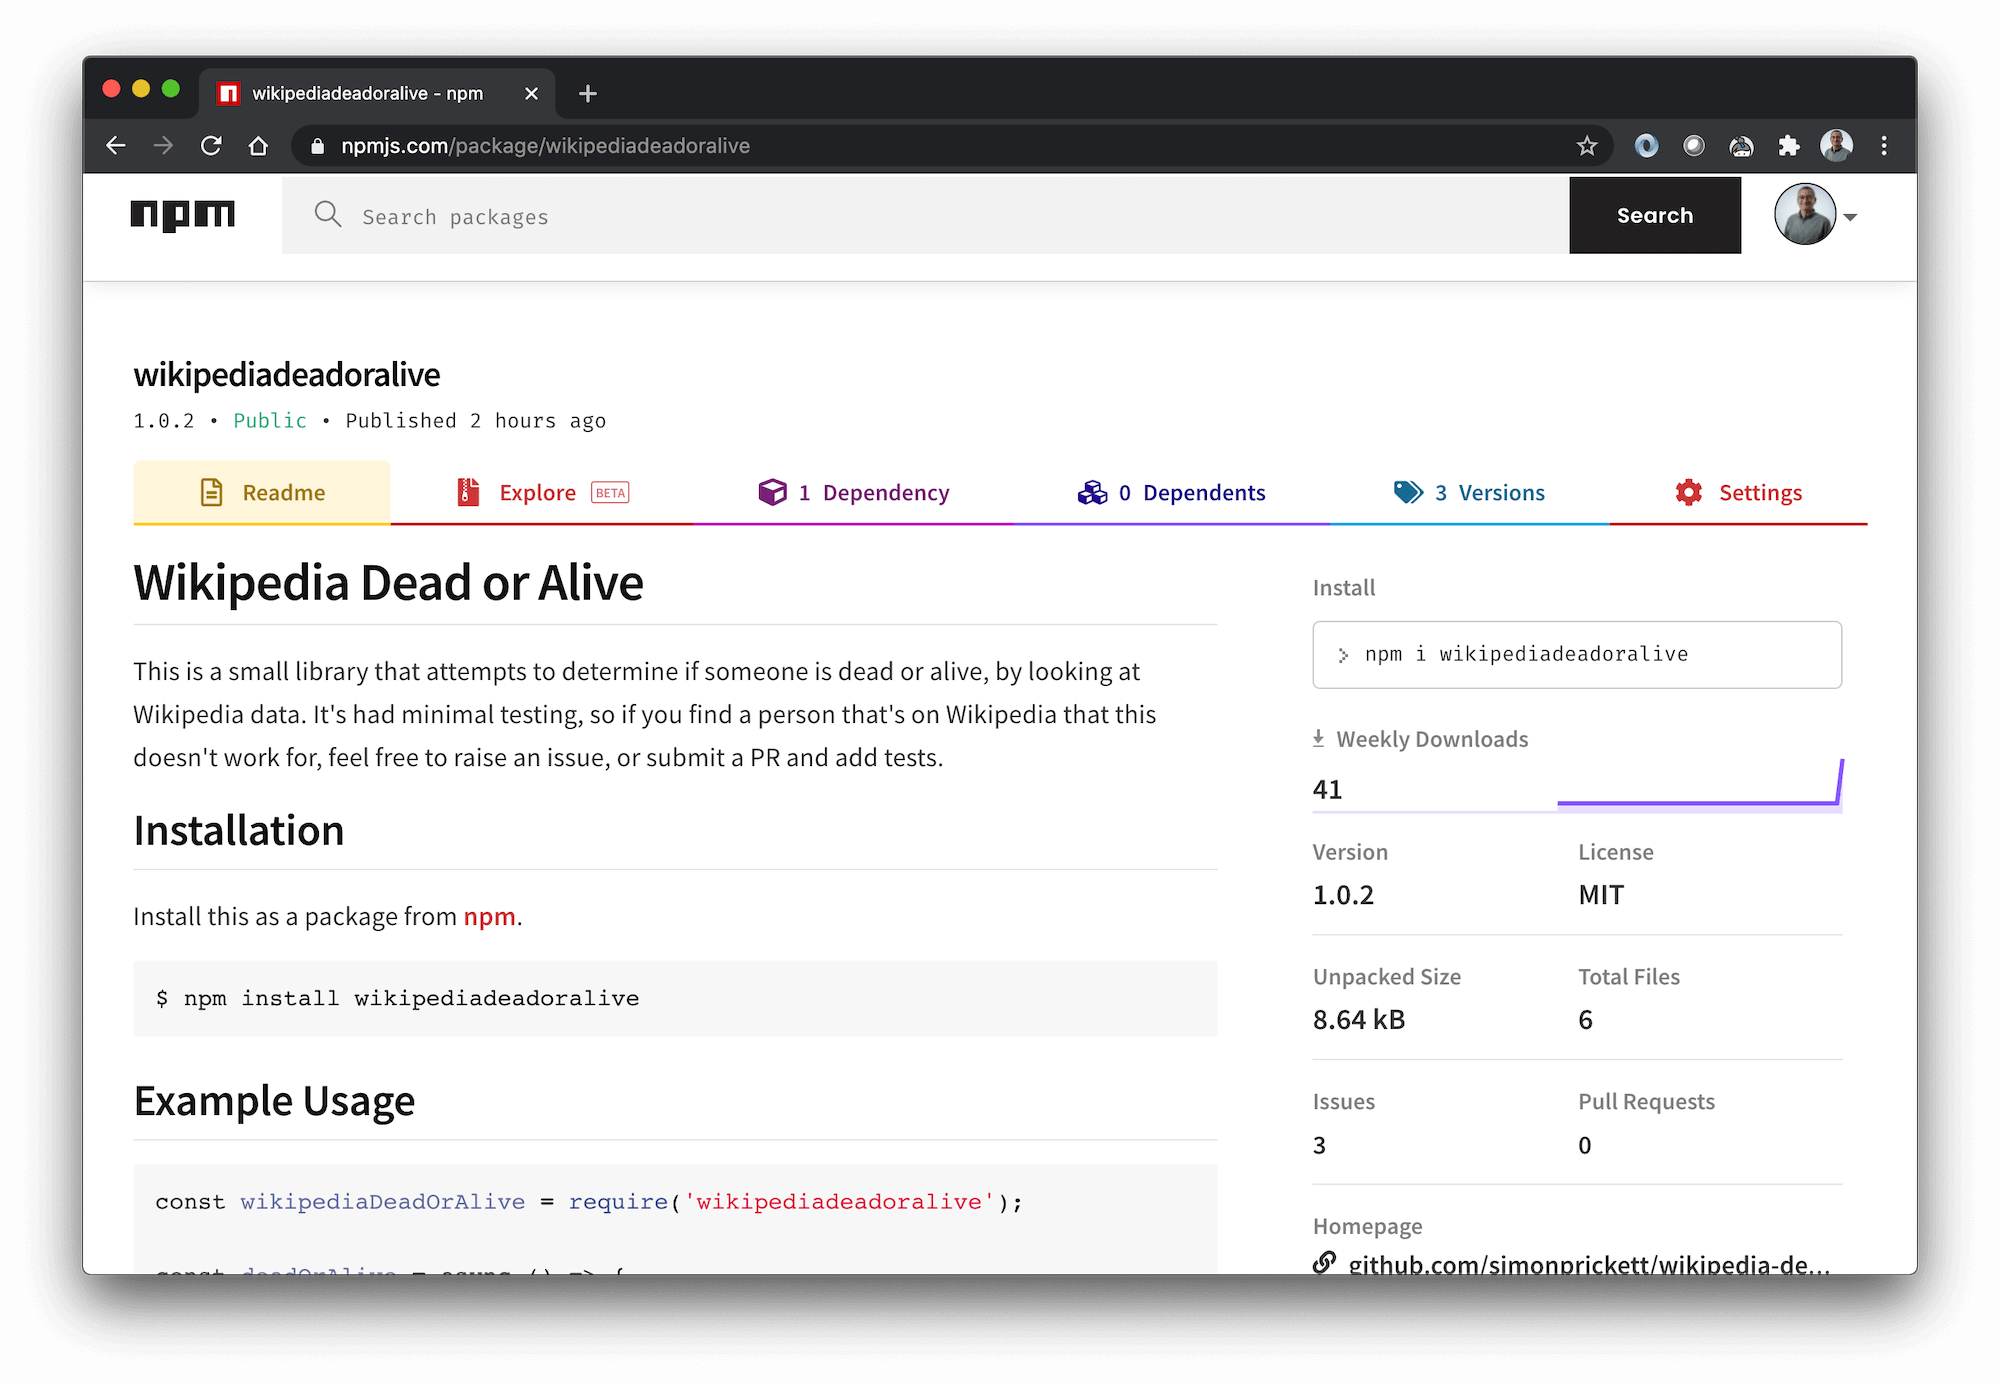 wikipediadeadoralive - npm
npmjs.com/package/wikipediadeadoralive
npm
Search packages
Search
wikipediadeadoralive
1.0.2 • Public • Published 2 hours ago
Readme
Explore BETA
1 Dependency
0 Dependents
3 Versions
Settings
Wikipedia Dead or Alive
This is a small library that attempts to determine if someone is dead or alive, by looking at
Wikipedia data. It's had minimal testing, so if you find a person that's on Wikipedia that this
doesn't work for, feel free to raise an issue, or submit a PR and add tests.
Installation
Install this as a package from npm.
$ npm install wikipediadeadoralive
Example Usage
const wikipediaDeadOrAlive = require('wikipediadeadoralive');
const deadOrAlive = async () => {
Install
npm i wikipediadeadoralive
Weekly Downloads
41
Version
1.0.2
License
MIT
Unpacked Size
8.64 kB
Total Files
6
Issues
3
Pull Requests
0
Homepage
github.com/simonprickett/wikipedia-de...